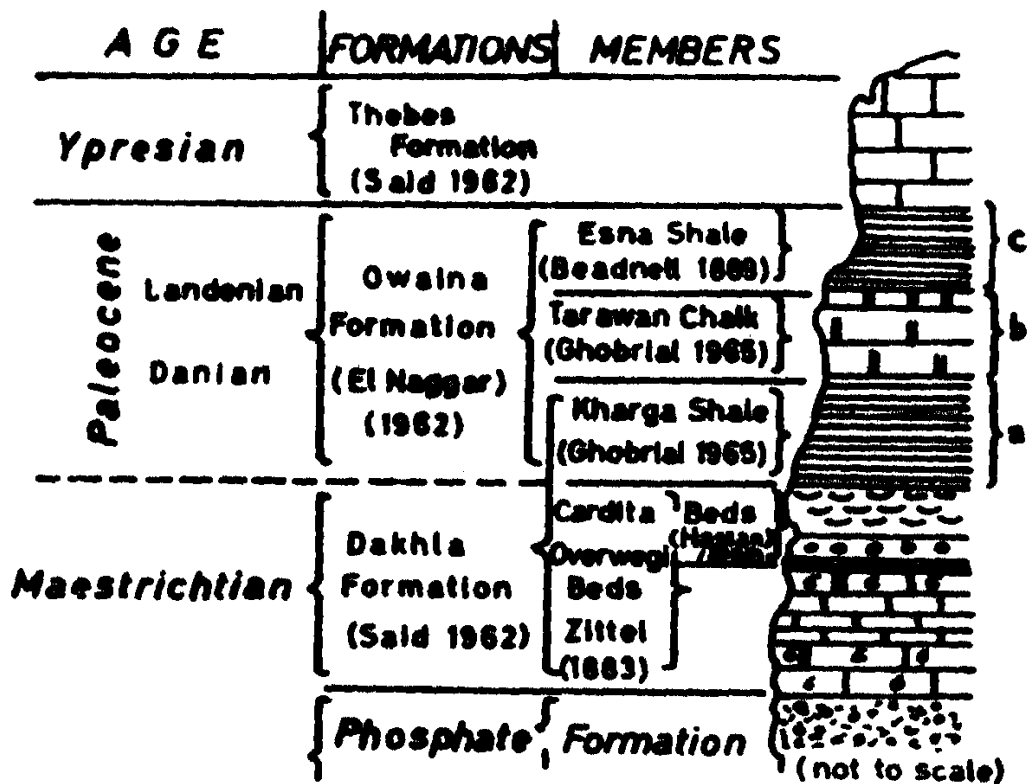 AGE FORMATIONS MEMBERS
Ypresian
Thebes
Formation
(Said 1962)
Paleocene
Landenian
Danian
Owaina
Formation
(El Naggar)
(1962)
Esna Shale
(Beadnell 1889)
Tarawan Chalk
(Ghobrial 1965)
Kharga Shale
(Ghobrial 1965)
c
b
a
Maestrichtian
Dakhla
Formation
(Said 1962)
Cardita Beds
Overwegi
Beds
Zittel
(1883)
Phosphate Formation
(not to scale)